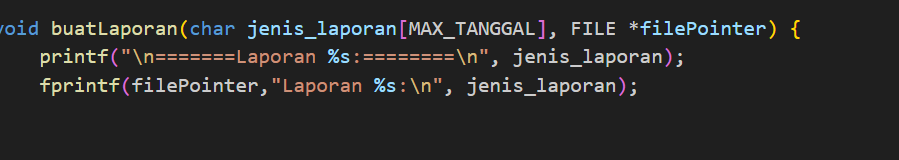 void buatLaporan(char jenis_laporan[MAX_TANGGAL], FILE *filePointer) {
printf("\n=======Laporan %s:========\n", jenis_laporan);
fprintf(filePointer,"Laporan %s:\n", jenis_laporan);